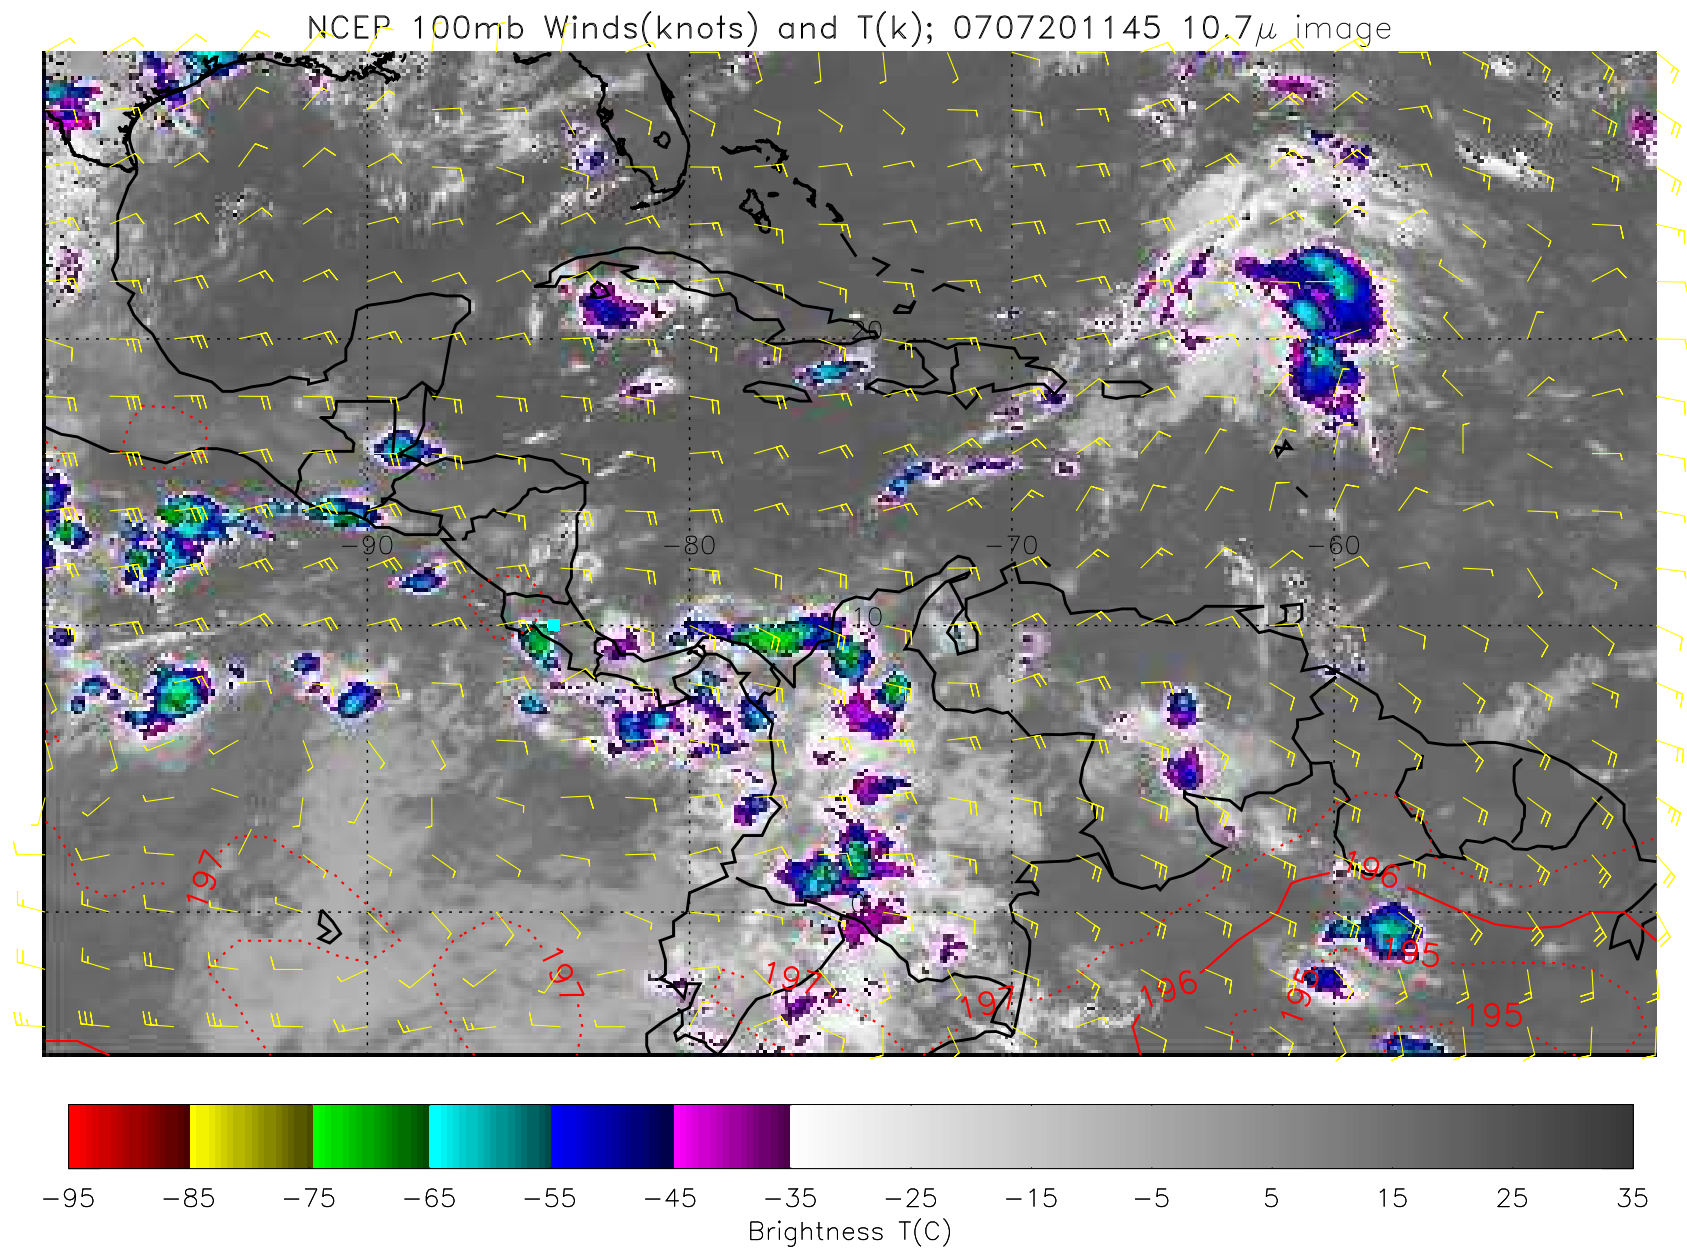 NCEP 100mb Winds(knots) and T(k); 0707201145 10.7μ image
20
-90 -80 -70 -60
10
197
196
0
195
197 197 197 196 195 195
-95 -85 -75 -65 -55 -45 -35 -25 -15 -5 5 15 25 35
Brightness T(C)